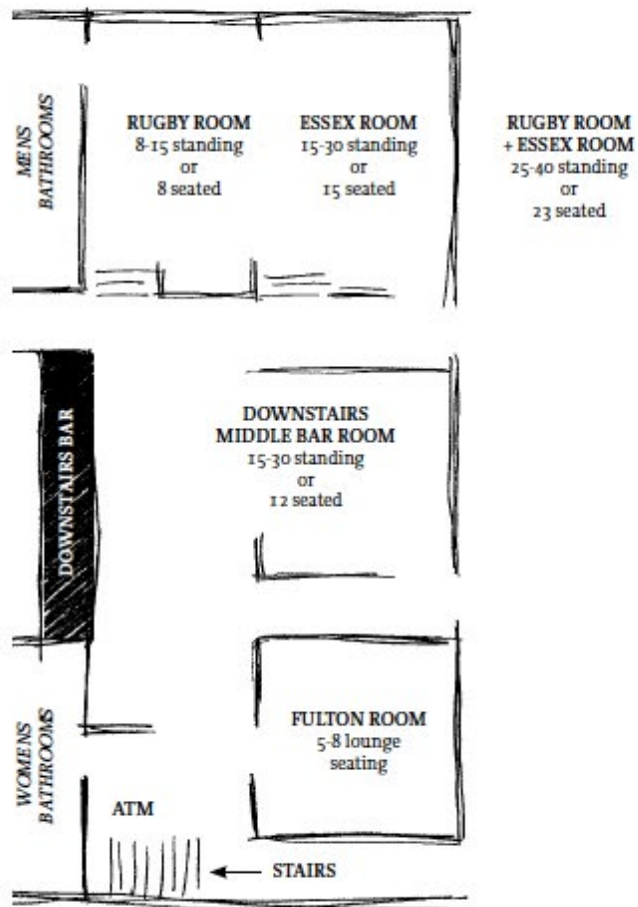 MENS
BATHROOMS
RUGBY ROOM
8-15 standing
or
8 seated
ESSEX ROOM
15-30 standing
or
15 seated
RUGBY ROOM
+ ESSEX ROOM
25-40 standing
or
23 seated
DOWNSTAIRS BAR
DOWNSTAIRS
MIDDLE BAR ROOM
15-30 standing
or
12 seated
WOMENS
BATHROOMS
FULTON ROOM
5-8 lounge
seating
ATM
STAIRS